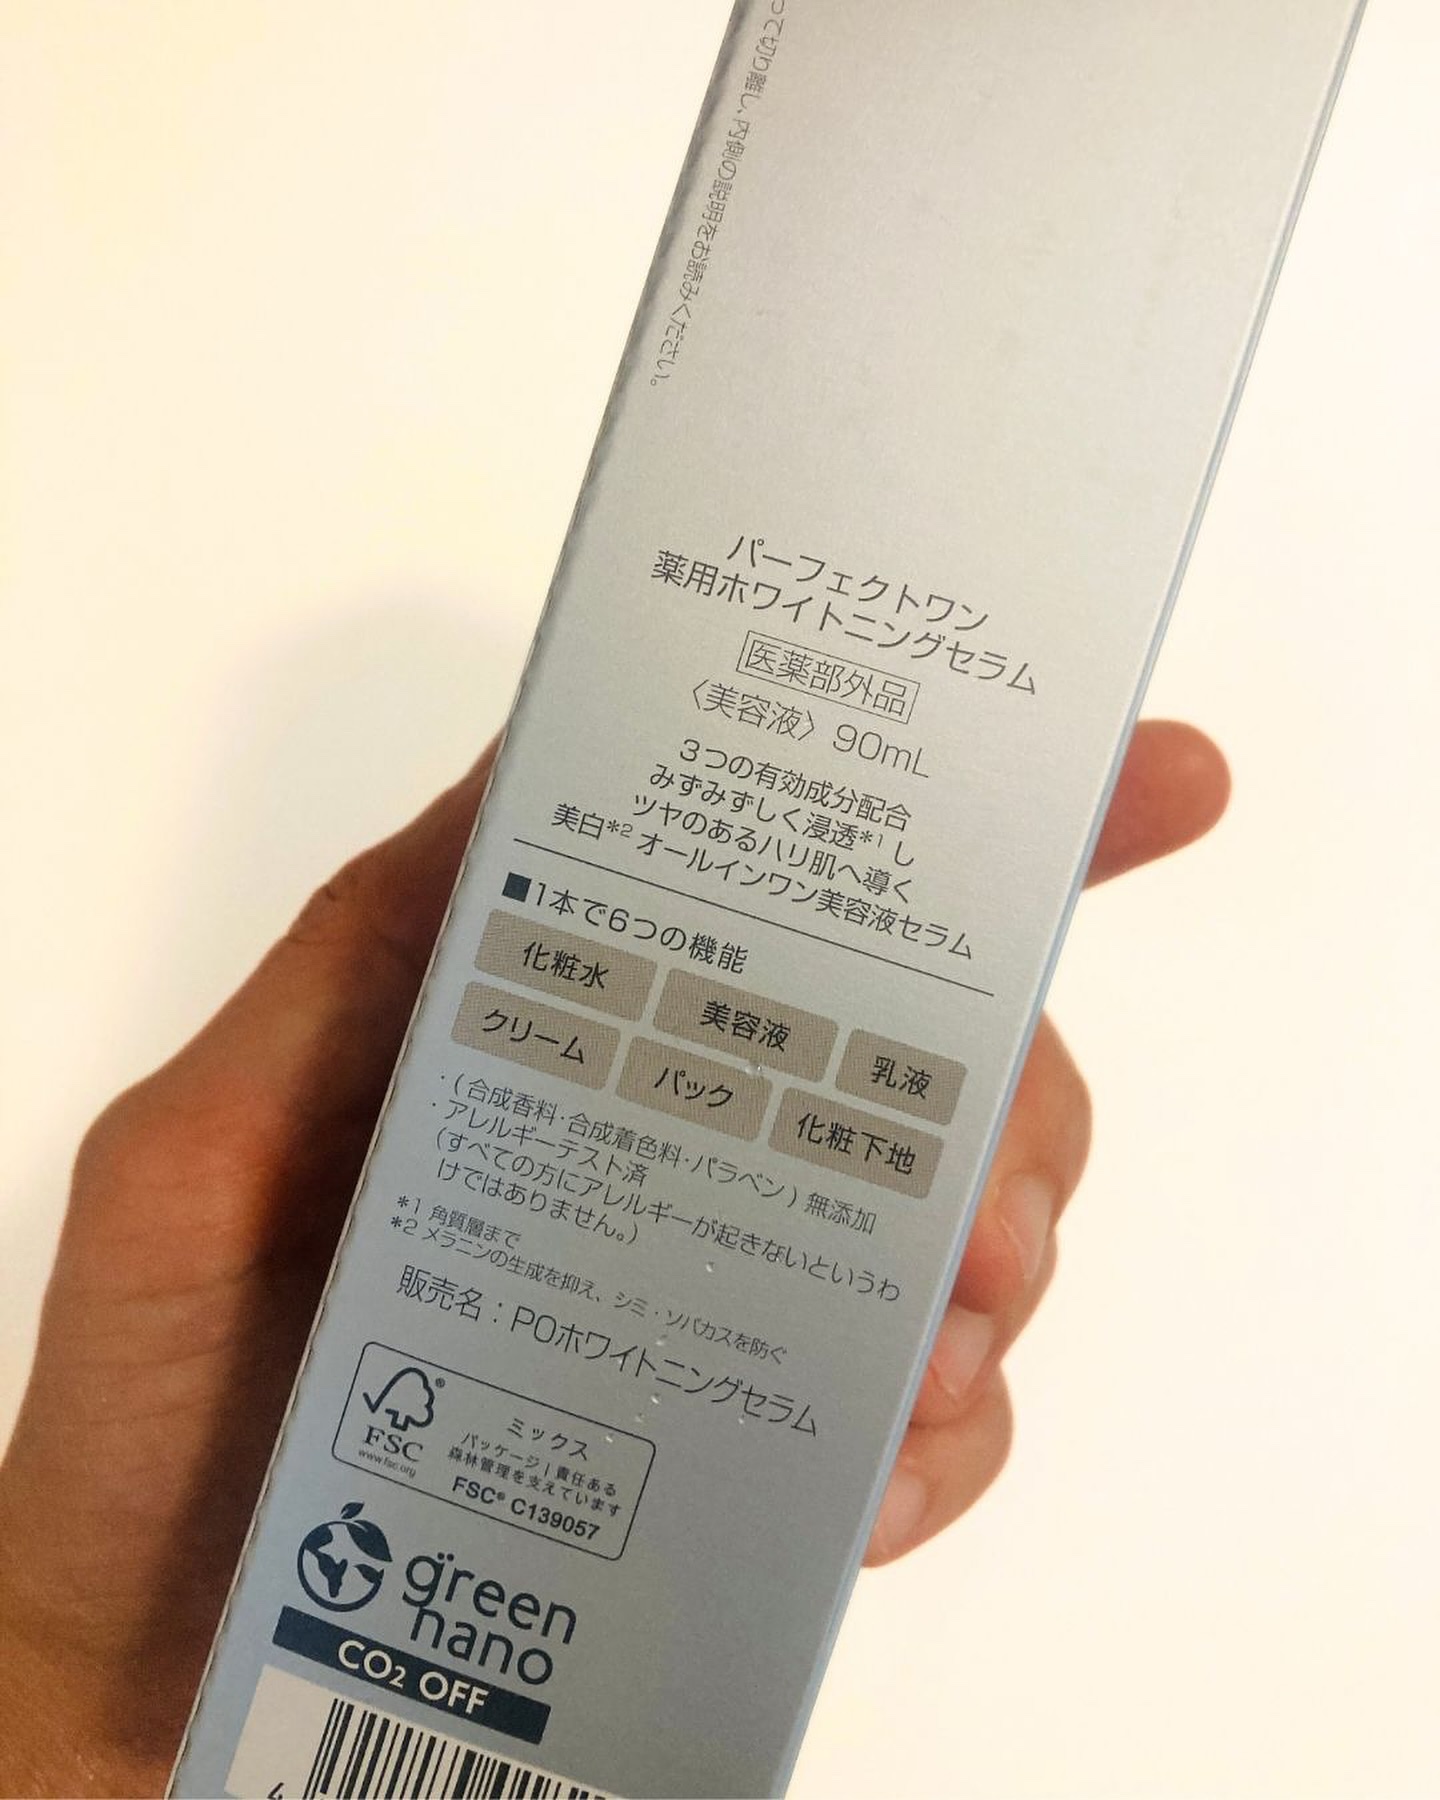 って切り離し、内側の説明をお読みください。
パーフェクトワン
薬用ホワイトニングセラム
医薬部外品
〈美容液〉 90mL
3つの有効成分配合
みずみずしく浸透*1し
ツヤのあるハリ肌へ導く
美白*2 オールインワン美容液セラム
■1本で6つの機能
化粧水 美容液 乳液
クリーム パック 化粧下地
・(合成香料・合成着色料・パラベン)無添加
・アレルギーテスト済
(すべての方にアレルギーが起きないというわ
けではありません。)
*1 角質層まで
*2 メラニンの生成を抑え、シミ・ソバカスを防ぐ
販売名：POホワイトニングセラム
FSC®
www.fsc.org
ミックス
パッケージ | 責任ある
森林管理を支えています
FSC® C139057
green
nano
CO2 OFF
4